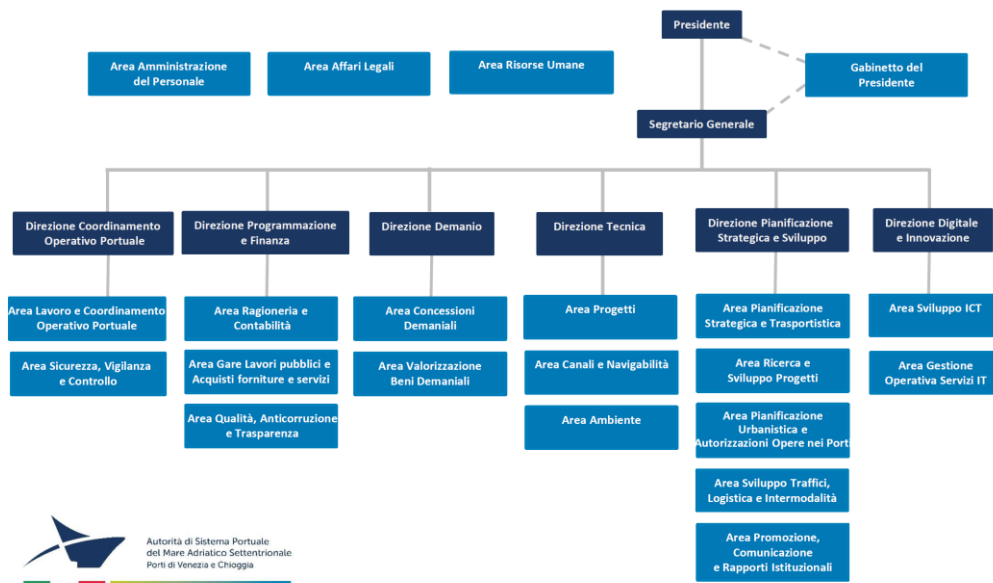 Presidente
Area Amministrazione
del Personale
Area Affari Legali
Area Risorse Umane
Gabinetto del
Presidente
Segretario Generale
Direzione Coordinamento
Operativo Portuale
Direzione Programmazione
e Finanza
Direzione Demanio
Direzione Tecnica
Direzione Pianificazione
Strategica e Sviluppo
Direzione Digitale
e Innovazione
Area Lavoro e Coordinamento
Operativo Portuale
Area Sicurezza, Vigilanza
e Controllo
Area Ragioneria e
Contabilità
Area Gare Lavori pubblici e
Acquisti forniture e servizi
Area Qualità, Anticorruzione
e Trasparenza
Area Concessioni
Demaniali
Area Valorizzazione
Beni Demaniali
Area Progetti
Area Canali e Navigabilità
Area Ambiente
Area Pianificazione
Strategica e Trasportistica
Area Ricerca e
Sviluppo Progetti
Area Pianificazione
Urbanistica e
Autorizzazioni Opere nei Porti
Area Sviluppo Traffici,
Logistica e Intermodalità
Area Promozione,
Comunicazione
e Rapporti Istituzionali
Area Sviluppo ICT
Area Gestione
Operativa Servizi IT
Autorità di Sistema Portuale
del Mare Adriatico Settentrionale
Porti di Venezia e Chioggia